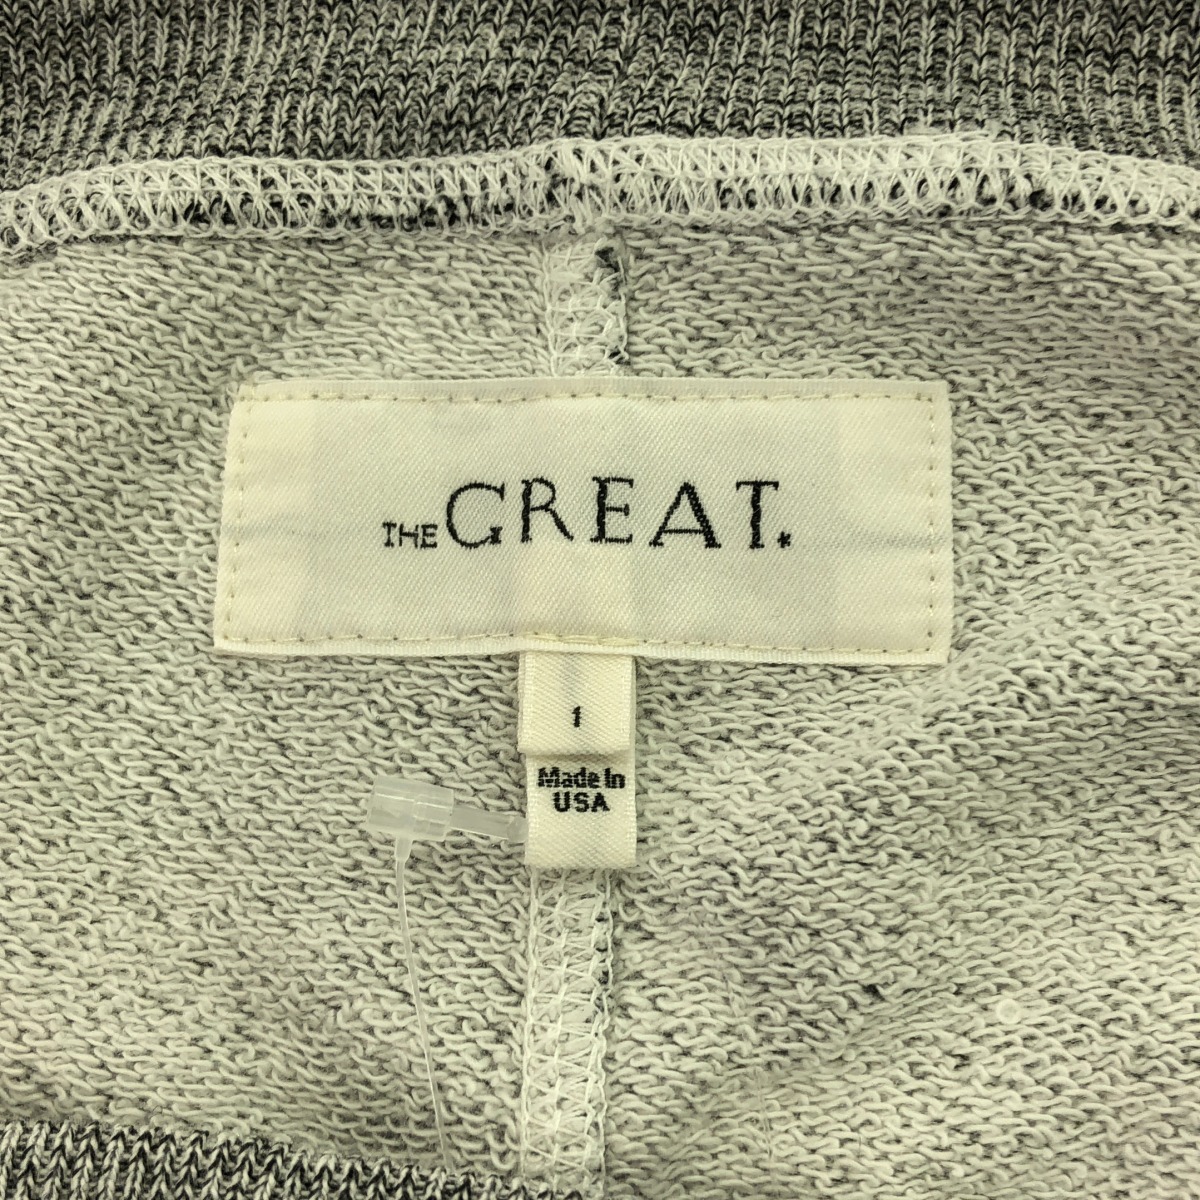 THE GREAT.
1
Made In
USA